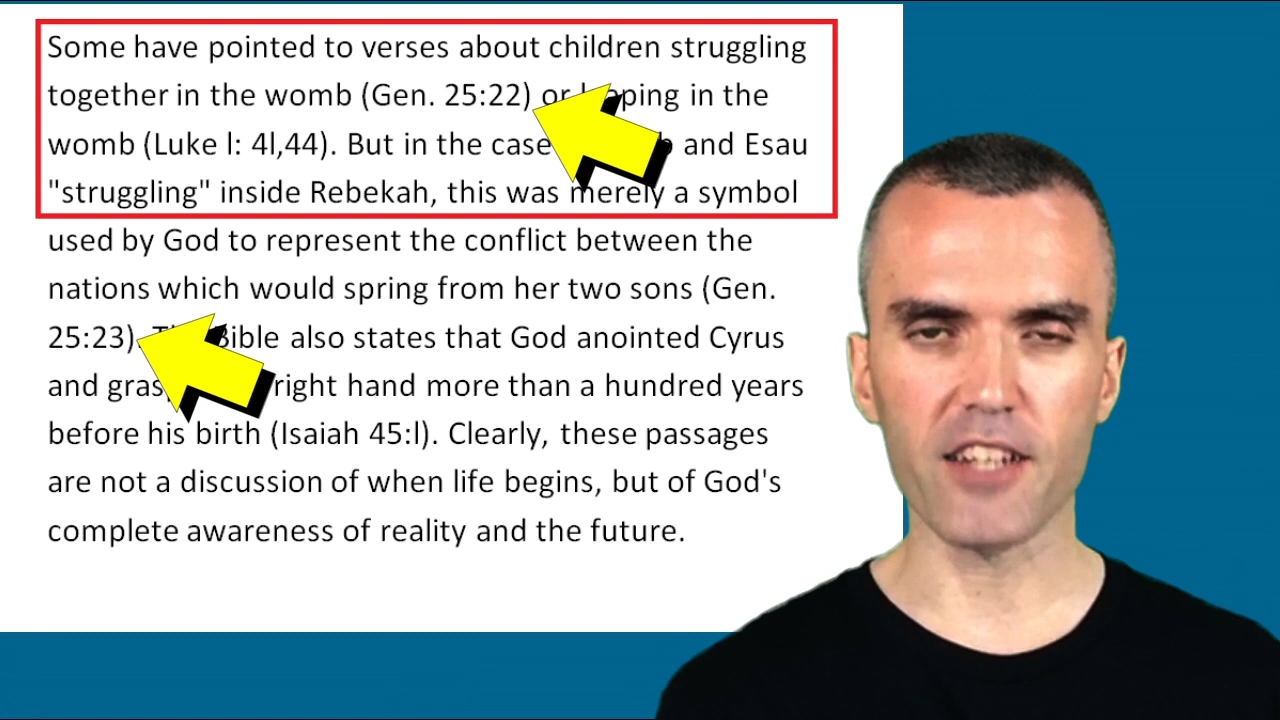 Some have pointed to verses about children struggling
together in the womb (Gen. 25:22) or in the
womb (Luke l: 4l,44). But in the case and Esau
"struggling" inside Rebekah, this was merely a symbol
used by God to represent the conflict between the
nations which would spring from her two sons (Gen.
25:23). Bible also states that God anointed Cyrus
and right hand more than a hundred years
before his birth (Isaiah 45:l). Clearly, these passages
are not a discussion of when life begins, but of God's
complete awareness of reality and the future.